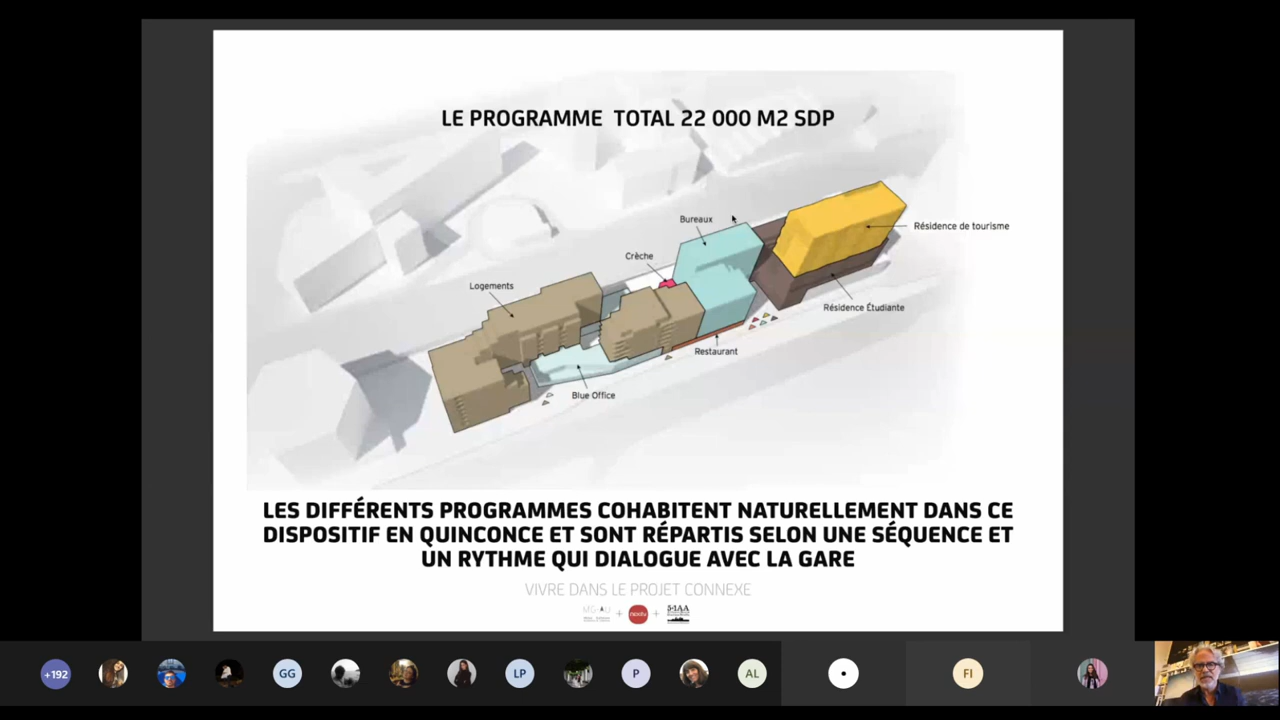 LE PROGRAMME TOTAL 22 000 M2 SDP
Bureaux
Résidence de tourisme
Crèche
Logements
Résidence Étudiante
Restaurant
Blue Office
LES DIFFÉRENTS PROGRAMMES COHABITENT NATURELLEMENT DANS CE
DISPOSITIF EN QUINCONCE ET SONT RÉPARTIS SELON UNE SÉQUENCE ET
UN RYTHME QUI DIALOGUE AVEC LA GARE
VIVRE DANS LE PROJET CONNEXE
+ +
+192 GG LP P AL FI